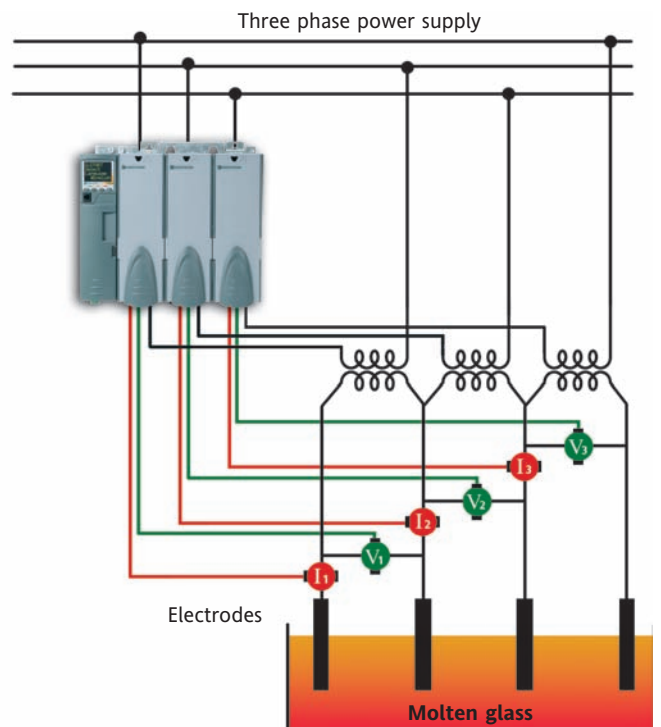 Three phase power supply
V3
I3
V2
I2
V1
I1
Electrodes
Molten glass